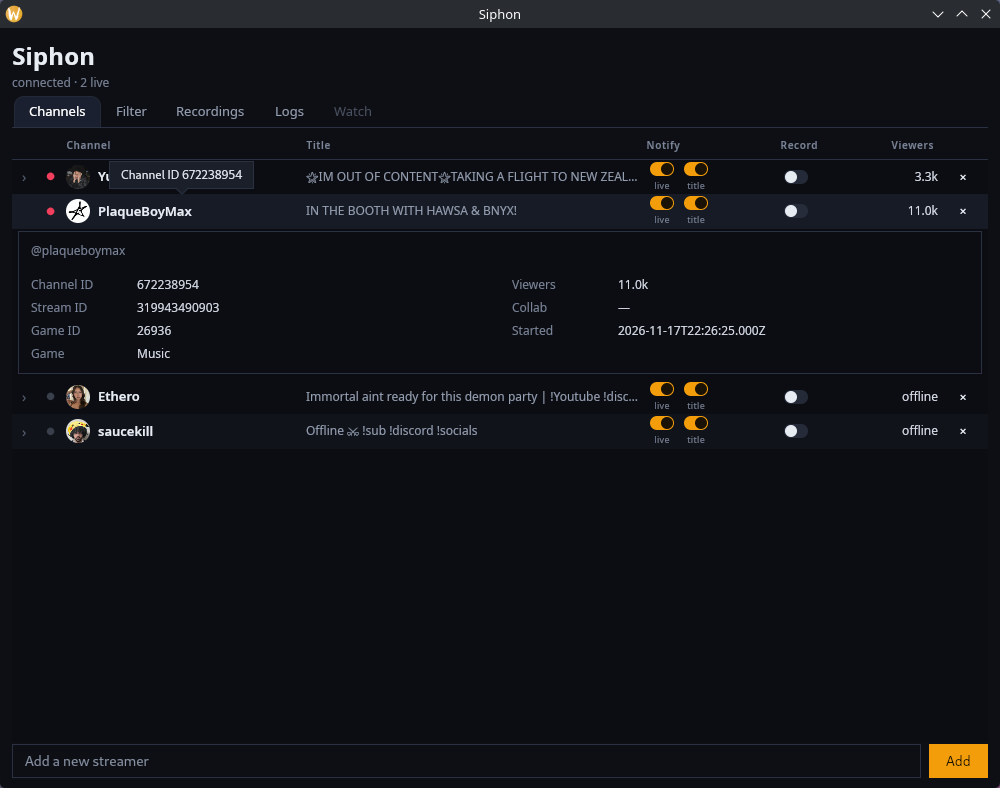 Siphon
Siphon
connected · 2 live
Channels Filter Recordings Logs Watch
Channel Title Notify Record Viewers
☆IM OUT OF CONTENT☆TAKING A FLIGHT TO NEW ZEAL... live title 3.3k ×
Channel ID 672238954
PlaqueBoyMax IN THE BOOTH WITH HAWSA & BNYX! live title 11.0k ×
@plaqueboymax
Channel ID 672238954 Viewers 11.0k
Stream ID 319943490903 Collab —
Game ID 26936 Started 2026-11-17T22:26:25.000Z
Game Music
Ethero Immortal aint ready for this demon party | !Youtube !disc... live title offline ×
saucekill Offline ⚔ !sub !discord !socials live title offline ×
Add a new streamer Add